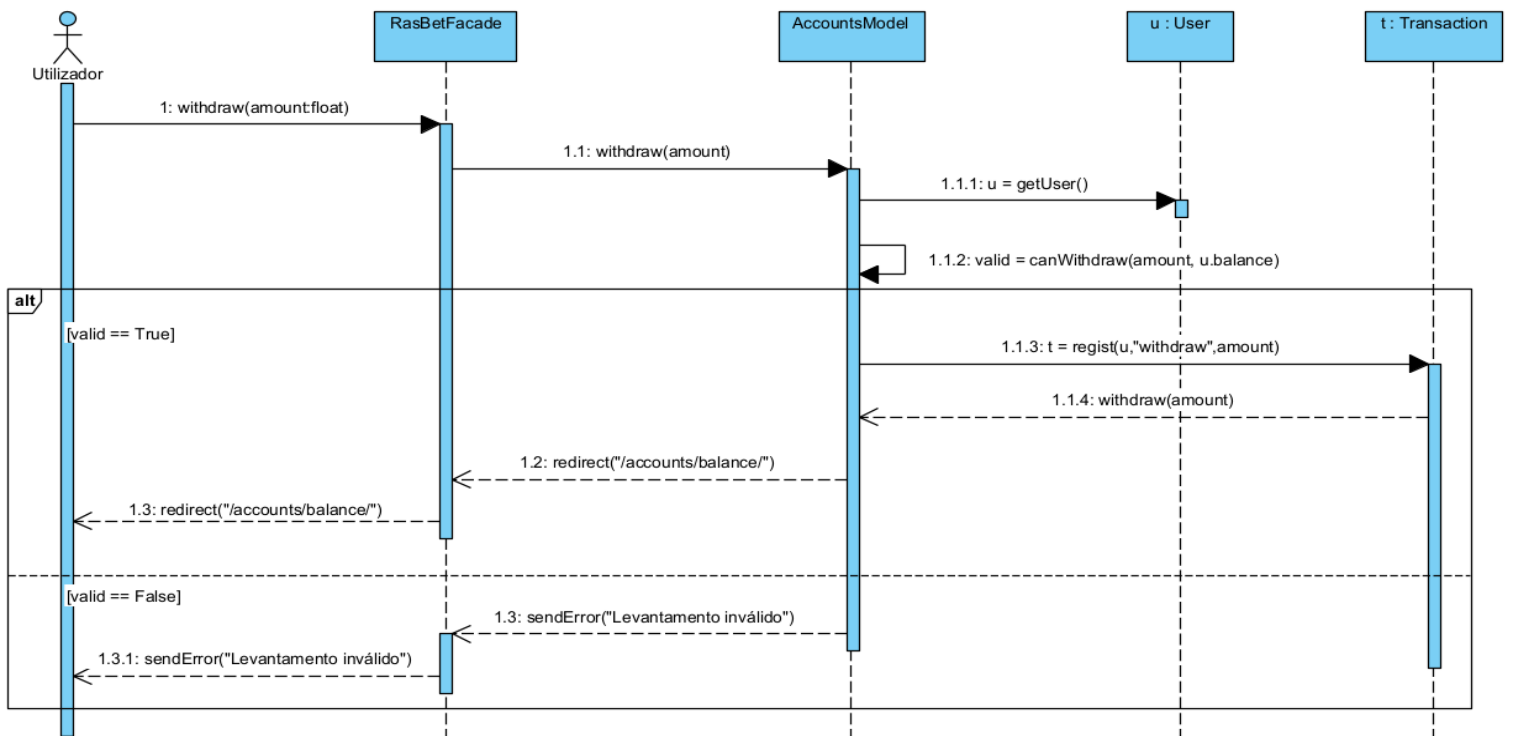 RasBetFacade
AccountsModel
u : User
t : Transaction
Utilizador
1: withdraw(amount:float)
1.1: withdraw(amount)
1.1.1: u = getUser()
1.1.2: valid = canWithdraw(amount, u.balance)
alt
[valid == True]
1.1.3: t = regist(u,"withdraw",amount)
1.1.4: withdraw(amount)
1.2: redirect("/accounts/balance/")
1.3: redirect("/accounts/balance/")
[valid == False]
1.3: sendError("Levantamento inválido")
1.3.1: sendError("Levantamento inválido")